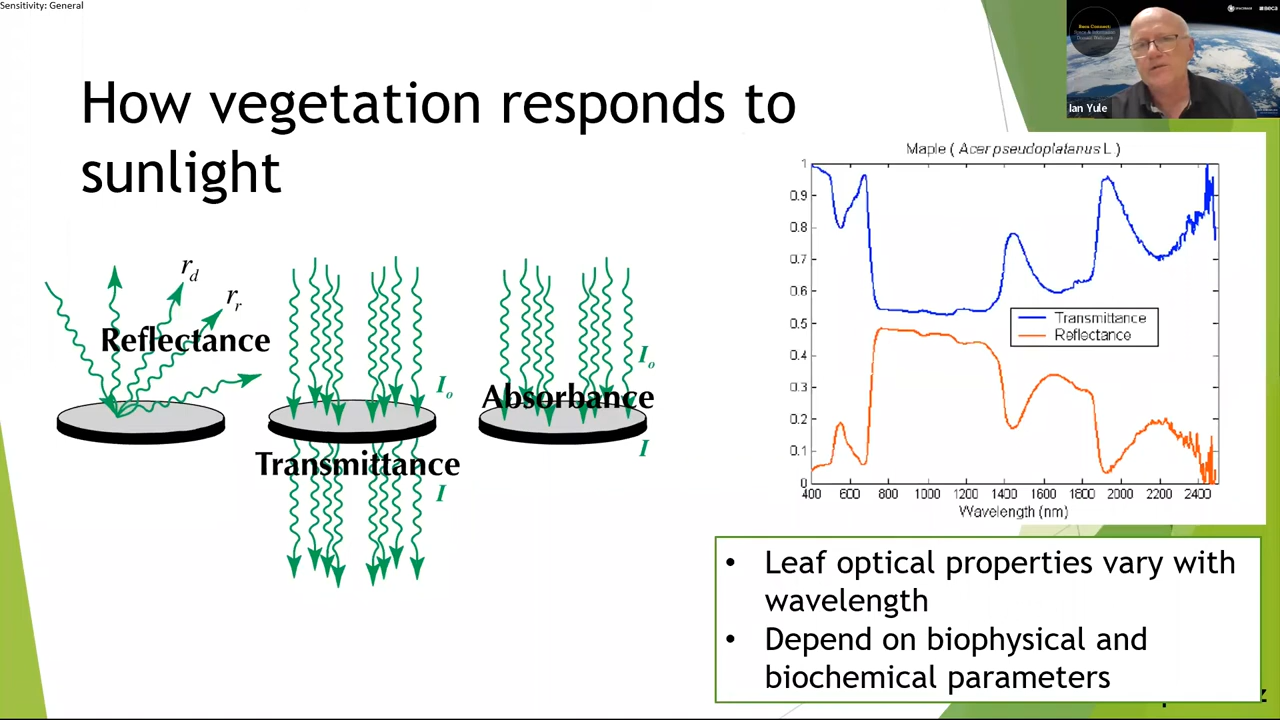 Sensitivity: General
How vegetation responds to
sunlight
Ian Yule
Reflectance
r_d
r_r
Transmittance
I_o
I
Absorbance
I_o
I
Maple ( Acer pseudoplatanus L )
1
0.9
0.8
0.7
0.6
0.5
0.4
0.3
0.2
0.1
0
400 600 800 1000 1200 1400 1600 1800 2000 2200 2400
Wavelength (nm)
Transmittance
Reflectance
• Leaf optical properties vary with
wavelength
• Depend on biophysical and
biochemical parameters